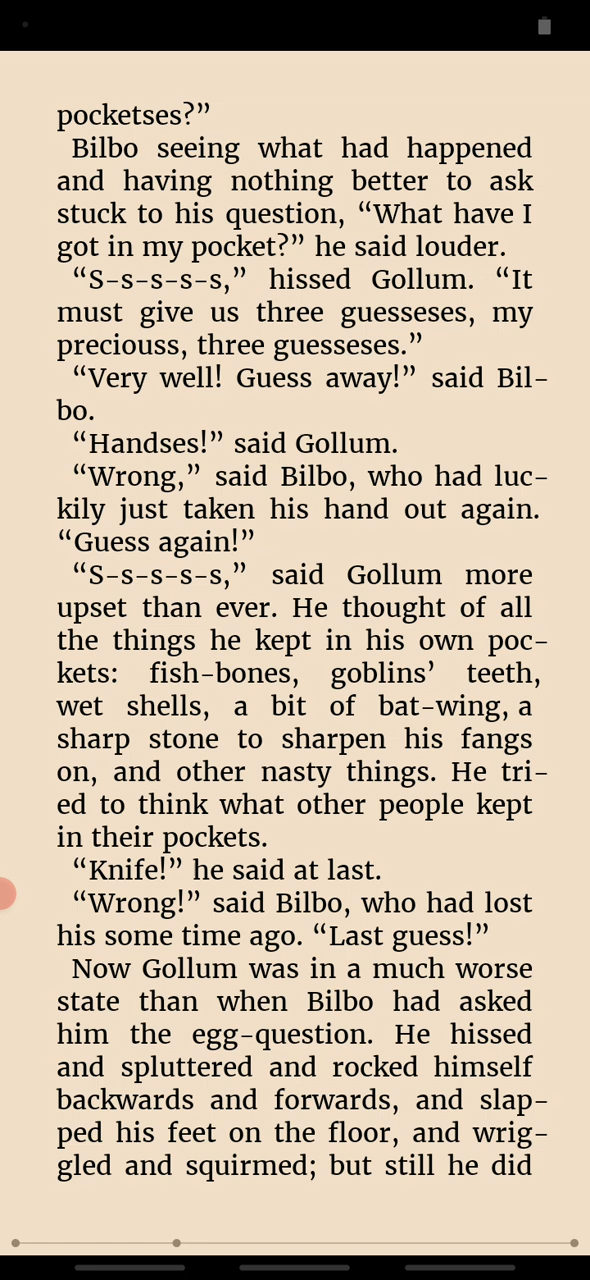 pocketses?”
Bilbo seeing what had happened
and having nothing better to ask
stuck to his question, “What have I
got in my pocket?” he said louder.
“S-s-s-s-s,” hissed Gollum. “It
must give us three guesseses, my
preciouss, three guesseses.”
“Very well! Guess away!” said Bil-
bo.
“Handses!” said Gollum.
“Wrong,” said Bilbo, who had luc-
kily just taken his hand out again.
“Guess again!”
“S-s-s-s-s,” said Gollum more
upset than ever. He thought of all
the things he kept in his own poc-
kets: fish-bones, goblins’ teeth,
wet shells, a bit of bat-wing, a
sharp stone to sharpen his fangs
on, and other nasty things. He tri-
ed to think what other people kept
in their pockets.
“Knife!” he said at last.
“Wrong!” said Bilbo, who had lost
his some time ago. “Last guess!”
Now Gollum was in a much worse
state than when Bilbo had asked
him the egg-question. He hissed
and spluttered and rocked himself
backwards and forwards, and slap-
ped his feet on the floor, and wrig-
gled and squirmed; but still he did